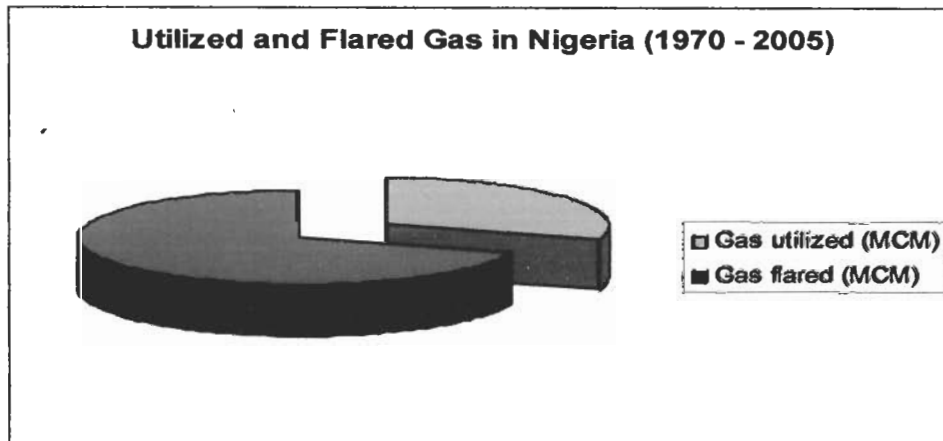 Utilized and Flared Gas in Nigeria (1970 - 2005)
Gas utilized (MCM)
Gas flared (MCM)